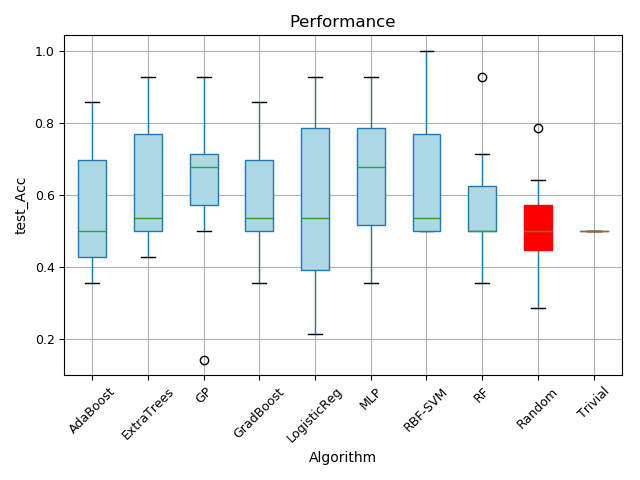 Performance
test_Acc
1.0
0.8
0.6
0.4
0.2
AdaBoost
ExtraTrees
GP
GradBoost
LogisticReg
MLP
RBF-SVM
RF
Random
Trivial
Algorithm